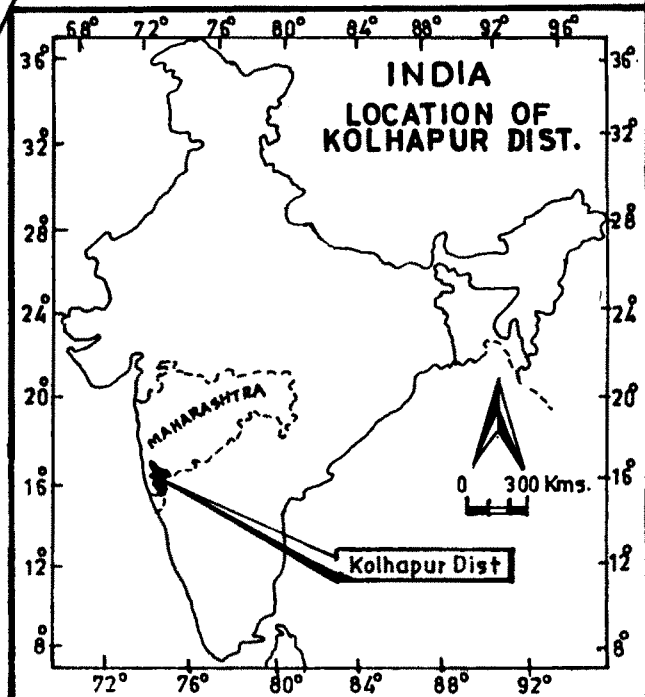 68° 72° 76° 80° 84° 88° 92° 96°
INDIA
LOCATION OF
KOLHAPUR DIST.
36° 36°
32° 32°
28° 28°
24° 24°
20° 20°
MAHARASHTRA
16° 16°
0 300 Kms.
12° 12°
Kolhapur Dist
8° 8°
72° 76° 80° 84° 88° 92°